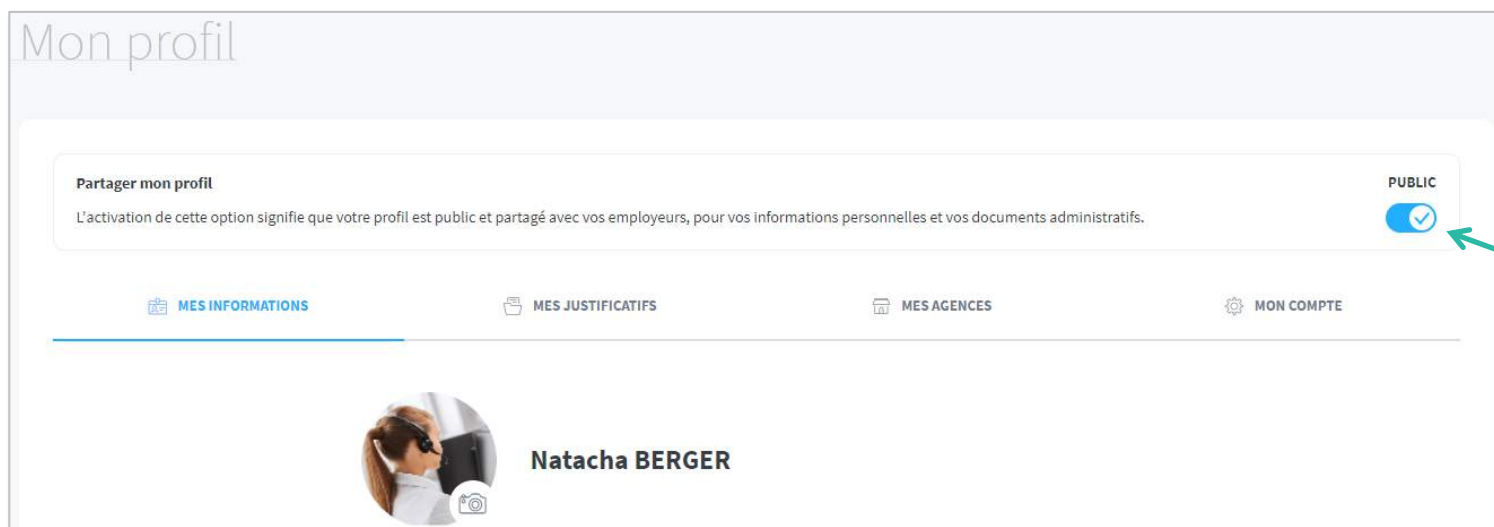 Mon profil
Partager mon profil
PUBLIC
L'activation de cette option signifie que votre profil est public et partagé avec vos employeurs, pour vos informations personnelles et vos documents administratifs.
MES INFORMATIONS
MES JUSTIFICATIFS
MES AGENCES
MON COMPTE
Natacha BERGER